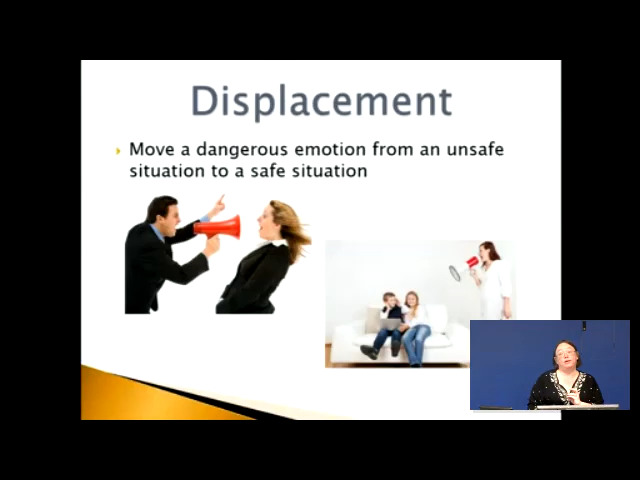 Displacement
Move a dangerous emotion from an unsafe
situation to a safe situation